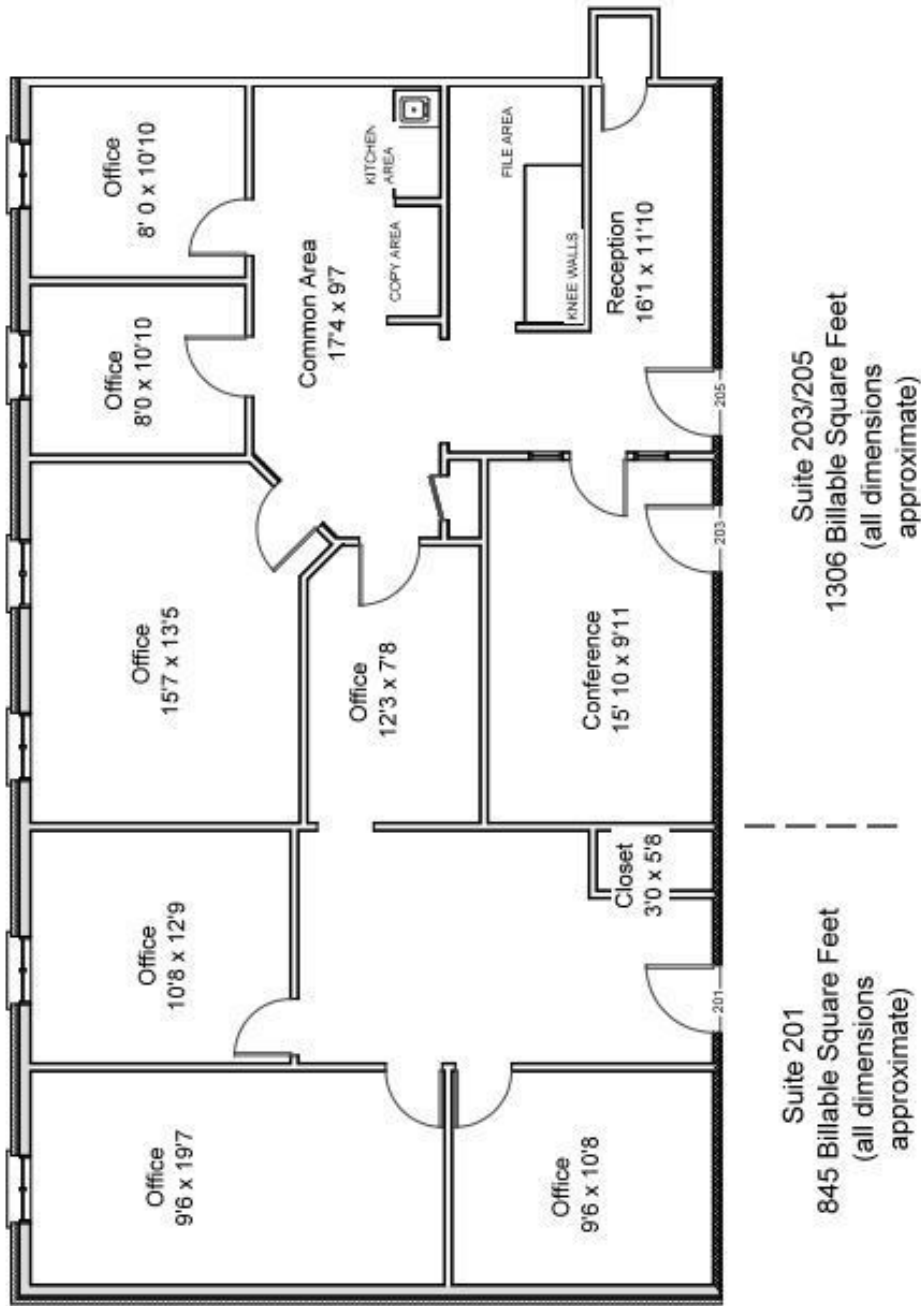 Office
9'6 x 19'7
Office
10'8 x 12'9
Office
15'7 x 13'5
Office
8'0 x 10'10
Office
8' 0 x 10'10
Common Area
17'4 x 9'7
COPY AREA
KITCHEN
AREA
Office
12'3 x 7'8
FILE AREA
KNEE WALLS
Office
9'6 x 10'8
Closet
3'0 x 5'8
Conference
15' 10 x 9'11
Reception
16'1 x 11'10
201
203
205
Suite 201
845 Billable Square Feet
(all dimensions
approximate)
Suite 203/205
1306 Billable Square Feet
(all dimensions
approximate)